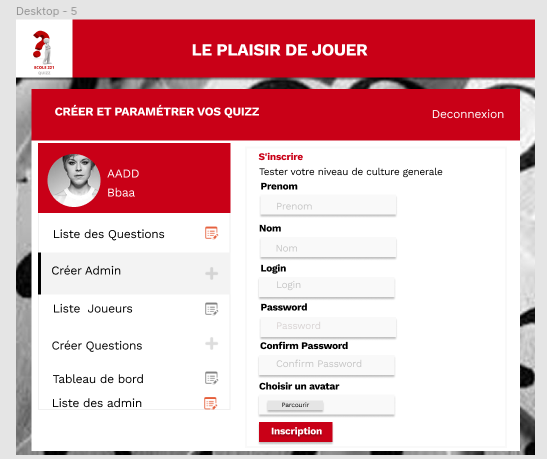 Desktop - 5
ECOLE 221
LE PLAISIR DE JOUER
CRÉER ET PARAMÉTRER VOS QUIZZ
Deconnexion
AADD
Bbaa
Liste des Questions
Créer Admin
Liste Joueurs
Créer Questions
Tableau de bord
Liste des admin
S'inscrire
Tester votre niveau de culture generale
Prenom
Prenom
Nom
Nom
Login
Login
Password
Password
Confirm Password
Confirm Password
Choisir un avatar
Parcourir
Inscription